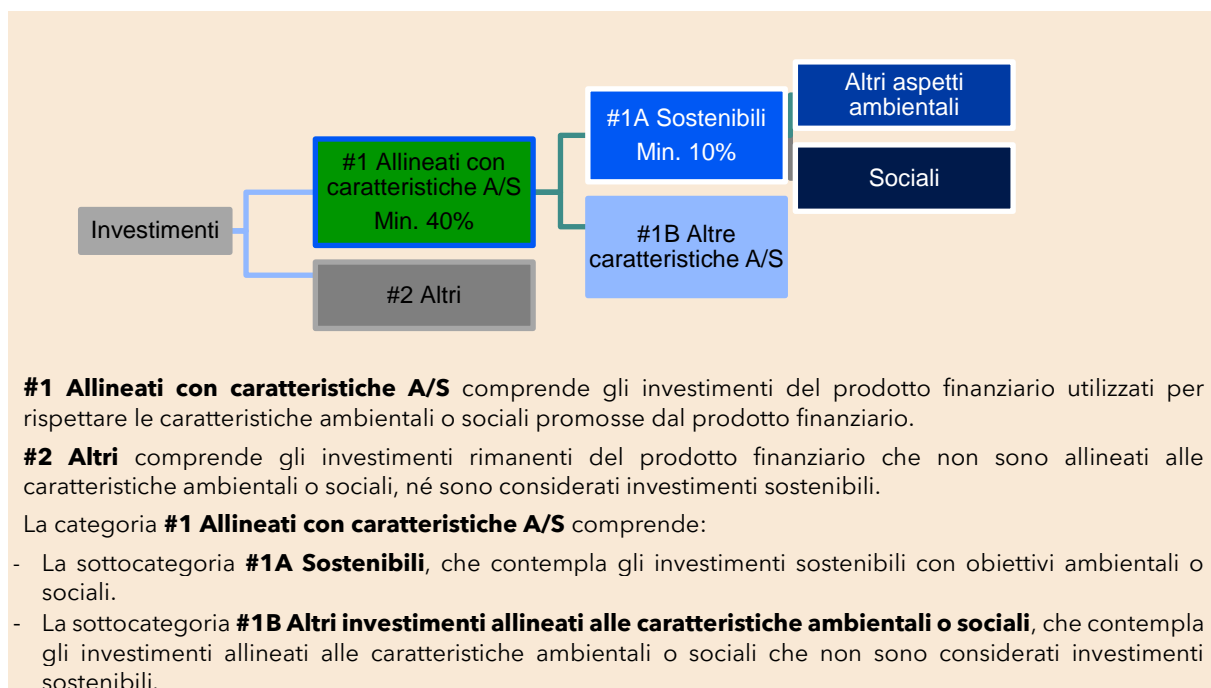 Altri aspetti
ambientali
#1A Sostenibili
Min. 10%
#1 Allineati con
caratteristiche A/S
Min. 40%
Sociali
Investimenti
#1B Altre
caratteristiche A/S
#2 Altri
#1 Allineati con caratteristiche A/S comprende gli investimenti del prodotto finanziario utilizzati per
rispettare le caratteristiche ambientali o sociali promosse dal prodotto finanziario.
#2 Altri comprende gli investimenti rimanenti del prodotto finanziario che non sono allineati alle
caratteristiche ambientali o sociali, né sono considerati investimenti sostenibili.
La categoria #1 Allineati con caratteristiche A/S comprende:
- La sottocategoria #1A Sostenibili, che contempla gli investimenti sostenibili con obiettivi ambientali o
sociali.
- La sottocategoria #1B Altri investimenti allineati alle caratteristiche ambientali o sociali, che contempla
gli investimenti allineati alle caratteristiche ambientali o sociali che non sono considerati investimenti
sostenibili.